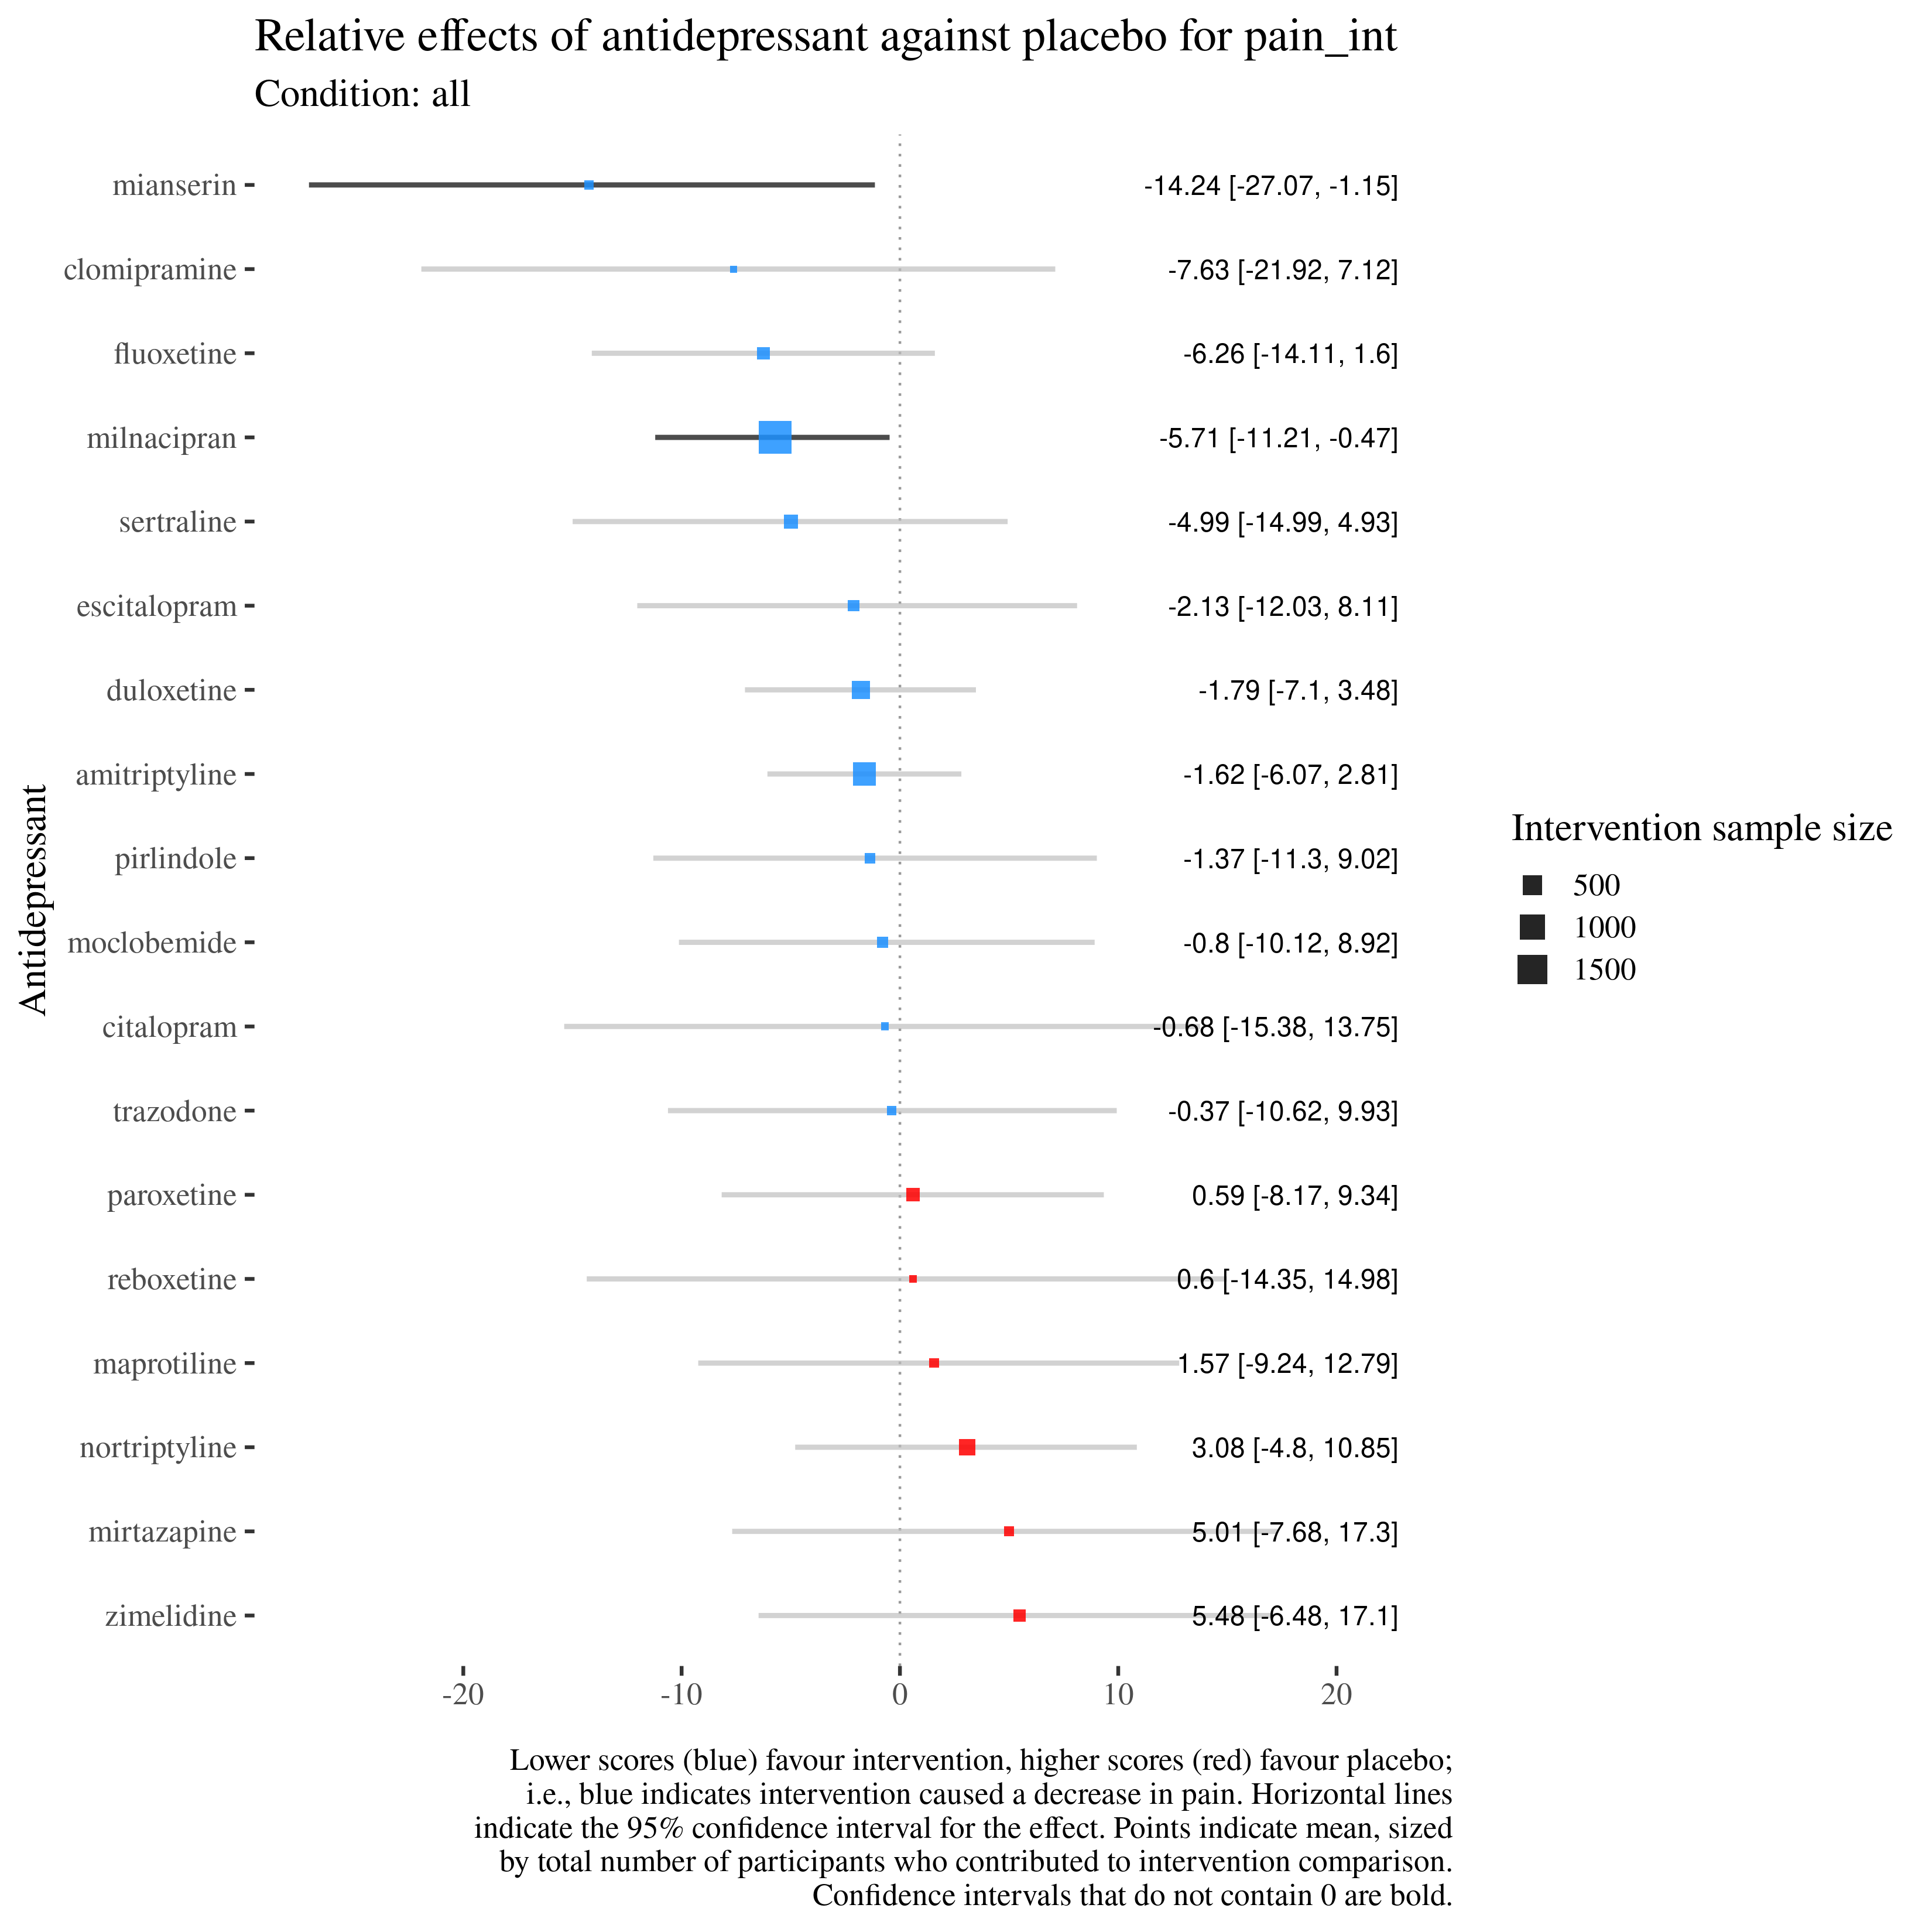 Relative effects of antidepressant against placebo for pain_int
Condition: all
Antidepressant
mianserin -14.24 [-27.07, -1.15]
clomipramine -7.63 [-21.92, 7.12]
fluoxetine -6.26 [-14.11, 1.6]
milnacipran -5.71 [-11.21, -0.47]
sertraline -4.99 [-14.99, 4.93]
escitalopram -2.13 [-12.03, 8.11]
duloxetine -1.79 [-7.1, 3.48]
amitriptyline -1.62 [-6.07, 2.81]
pirlindole -1.37 [-11.3, 9.02]
moclobemide -0.8 [-10.12, 8.92]
citalopram -0.68 [-15.38, 13.75]
trazodone -0.37 [-10.62, 9.93]
paroxetine 0.59 [-8.17, 9.34]
reboxetine 0.6 [-14.35, 14.98]
maprotiline 1.57 [-9.24, 12.79]
nortriptyline 3.08 [-4.8, 10.85]
mirtazapine 5.01 [-7.68, 17.3]
zimelidine 5.48 [-6.48, 17.1]
-20 -10 0 10 20
Intervention sample size
500
1000
1500
Lower scores (blue) favour intervention, higher scores (red) favour placebo;
i.e., blue indicates intervention caused a decrease in pain. Horizontal lines
indicate the 95% confidence interval for the effect. Points indicate mean, sized
by total number of participants who contributed to intervention comparison.
Confidence intervals that do not contain 0 are bold.